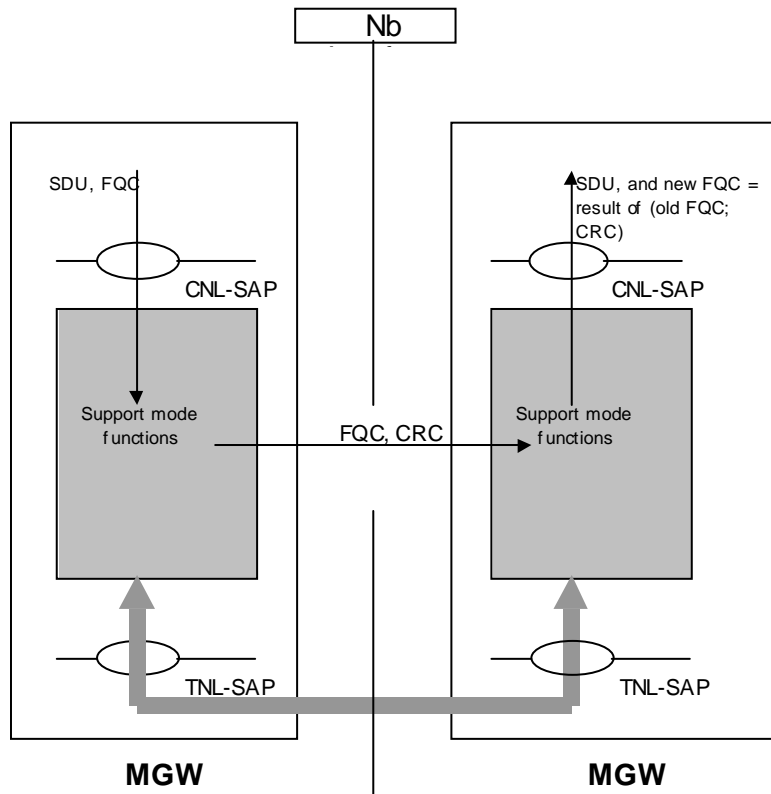 Nb
SDU, FQC
SDU, and new FQC =
result of (old FQC;
CRC)
CNL-SAP
CNL-SAP
Support mode
functions
Support mode
functions
FQC, CRC
TNL-SAP
TNL-SAP
MGW
MGW